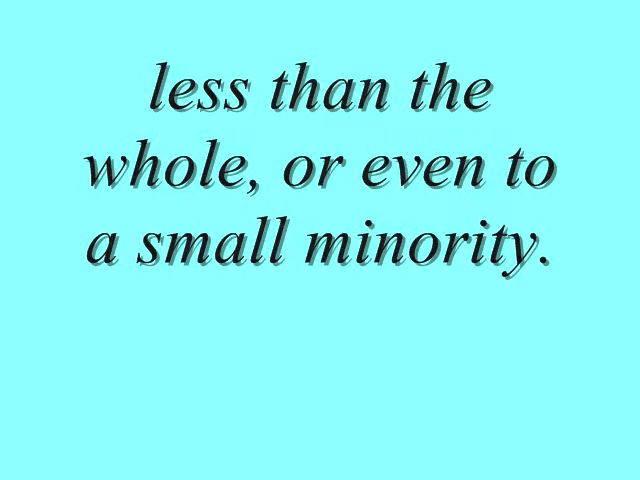 less than the
whole, or even to
a small minority.